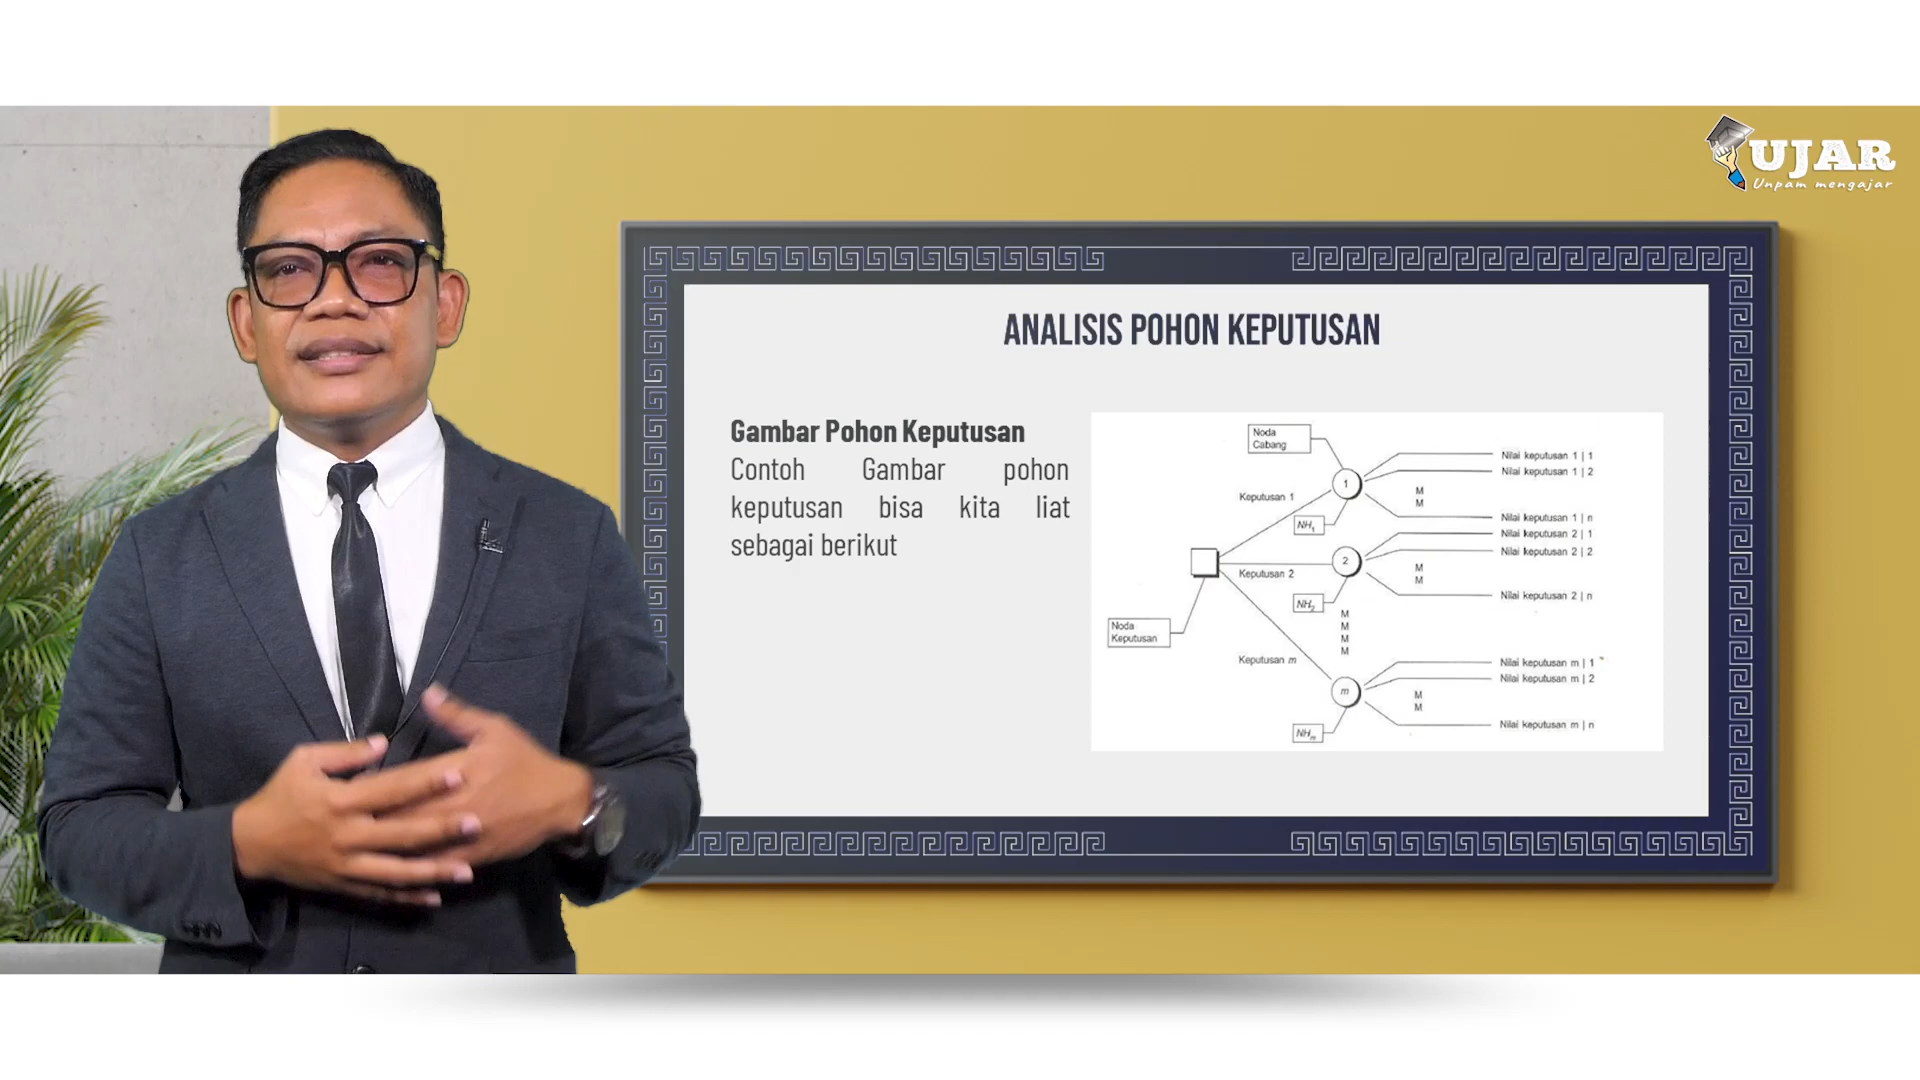 UJAR
Unpam mengajar
ANALISIS POHON KEPUTUSAN
Gambar Pohon Keputusan
Contoh Gambar pohon
keputusan bisa kita liat
sebagai berikut
Noda
Cabang
Keputusan 1
1
NH1
Nilai keputusan 1 | 1
Nilai keputusan 1 | 2
M
M
Nilai keputusan 1 | n
Keputusan 2
2
NH2
Nilai keputusan 2 | 1
Nilai keputusan 2 | 2
M
M
Nilai keputusan 2 | n
Noda
Keputusan
M
M
M
M
Keputusan m
m
NHm
Nilai keputusan m | 1
Nilai keputusan m | 2
M
M
Nilai keputusan m | n